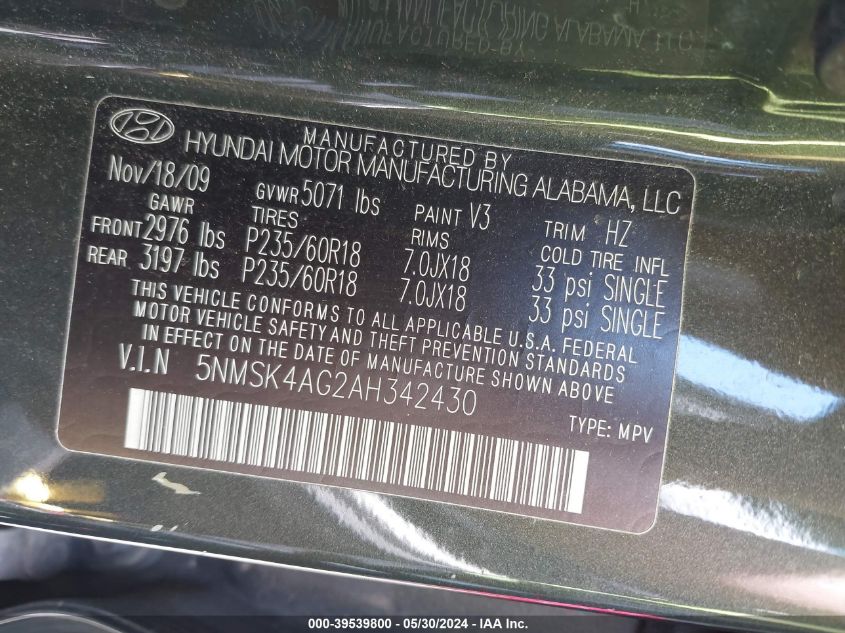 MANUFACTURED BY
HYUNDAI MOTOR MANUFACTURING ALABAMA, LLC
Nov/18/09 GVWR 5071 lbs PAINT V3 TRIM HZ
GAWR TIRES RIMS COLD TIRE INFL
FRONT 2976 lbs P235/60R18 7.0JX18 33 psi SINGLE
REAR 3197 lbs P235/60R18 7.0JX18 33 psi SINGLE
THIS VEHICLE CONFORMS TO ALL APPLICABLE U.S.A. FEDERAL
MOTOR VEHICLE SAFETY AND THEFT PREVENTION STANDARDS
IN EFFECT ON THE DATE OF MANUFACTURE SHOWN ABOVE
V.I.N 5NMSK4AG2AH342430
TYPE: MPV
000-39539800 - 05/30/2024 - IAA Inc.